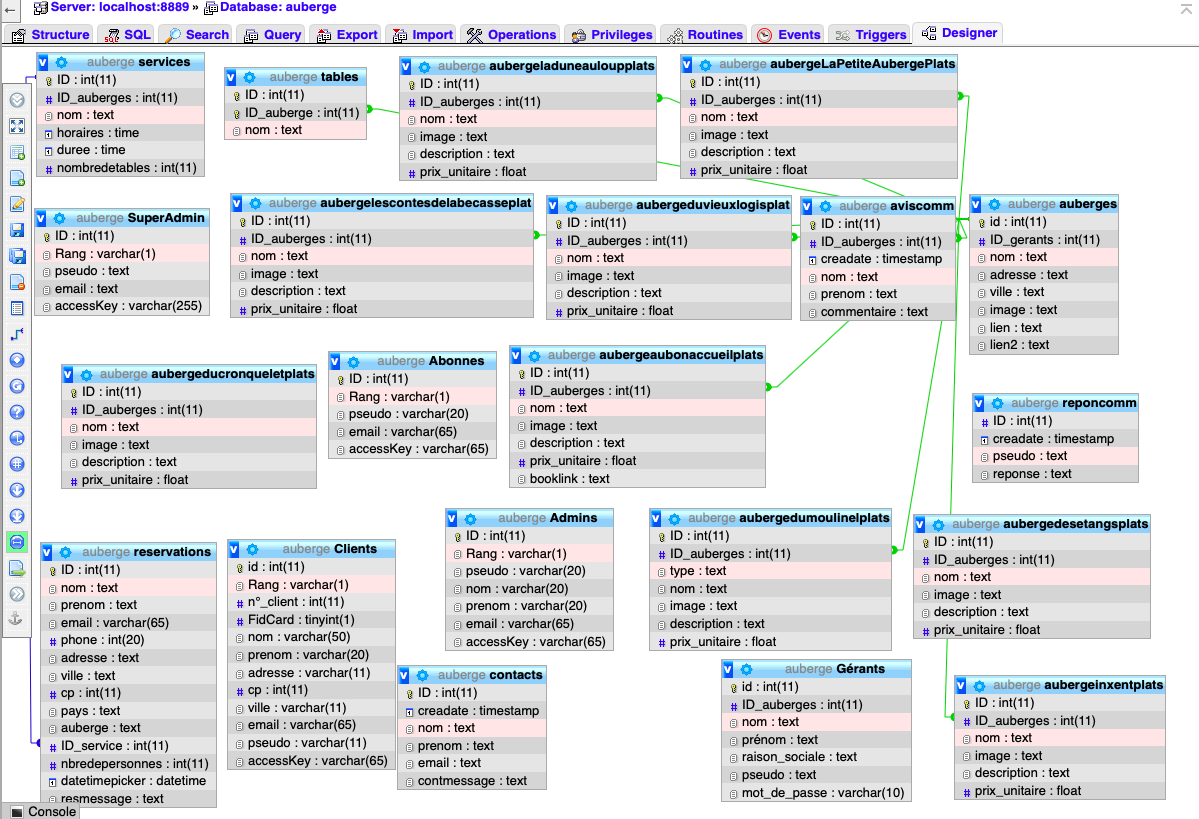 Server: localhost:8889 » Database: auberge
Structure SQL Search Query Export Import Operations Privileges Routines Events Triggers Designer
auberge services
ID : int(11)
ID_auberges : int(11)
nom : text
horaires : time
duree : time
nombredetables : int(11)
auberge tables
ID : int(11)
ID_auberge : int(11)
nom : text
auberge aubergeladuneauloupplats
ID : int(11)
ID_auberges : int(11)
nom : text
image : text
description : text
prix_unitaire : float
auberge aubergeLaPetiteAubergePlats
ID : int(11)
ID_auberges : int(11)
nom : text
image : text
description : text
prix_unitaire : float
auberge SuperAdmin
ID : int(11)
Rang : varchar(1)
pseudo : text
email : text
accessKey : varchar(255)
auberge aubergelescontesdelabecasseplat
ID : int(11)
ID_auberges : int(11)
nom : text
image : text
description : text
prix_unitaire : float
auberge aubergeduvieuxlogisplat
ID : int(11)
ID_auberges : int(11)
nom : text
image : text
description : text
prix_unitaire : float
auberge aviscomm
ID : int(11)
ID_auberges : int(11)
creadate : timestamp
nom : text
prenom : text
commentaire : text
auberge auberges
id : int(11)
ID_gerants : int(11)
nom : text
adresse : text
ville : text
image : text
lien : text
lien2 : text
auberge aubergeducronqueletplats
ID : int(11)
ID_auberges : int(11)
nom : text
image : text
description : text
prix_unitaire : float
auberge Abonnes
ID : int(11)
Rang : varchar(1)
pseudo : varchar(20)
email : varchar(65)
accessKey : varchar(65)
auberge aubergeaubonaccueilplats
ID : int(11)
ID_auberges : int(11)
nom : text
image : text
description : text
prix_unitaire : float
booklink : text
auberge reponcomm
ID : int(11)
creadate : timestamp
pseudo : text
reponse : text
auberge reservations
ID : int(11)
nom : text
prenom : text
email : varchar(65)
phone : int(20)
adresse : text
ville : text
cp : int(11)
pays : text
auberge : text
ID_service : int(11)
nbredepersonnes : int(11)
datetimepicker : datetime
resmessage : text
auberge Clients
id : int(11)
Rang : varchar(1)
n°_client : int(11)
FidCard : tinyint(1)
nom : varchar(50)
prenom : varchar(20)
adresse : varchar(11)
cp : int(11)
ville : varchar(11)
email : varchar(65)
pseudo : varchar(11)
accessKey : varchar(65)
auberge Admins
ID : int(11)
Rang : varchar(1)
pseudo : varchar(20)
nom : varchar(20)
prenom : varchar(20)
email : varchar(65)
accessKey : varchar(65)
auberge contacts
ID : int(11)
creadate : timestamp
nom : text
prenom : text
email : text
contmessage : text
auberge aubergedumoulinelplats
ID : int(11)
ID_auberges : int(11)
type : text
nom : text
image : text
description : text
prix_unitaire : float
auberge aubergedesetangsplats
ID : int(11)
ID_auberges : int(11)
nom : text
image : text
description : text
prix_unitaire : float
auberge Gérants
id : int(11)
ID_auberges : int(11)
nom : text
prénom : text
raison_sociale : text
pseudo : text
mot_de_passe : varchar(10)
auberge aubergeinxentplats
ID : int(11)
ID_auberges : int(11)
nom : text
image : text
description : text
prix_unitaire : float
Console